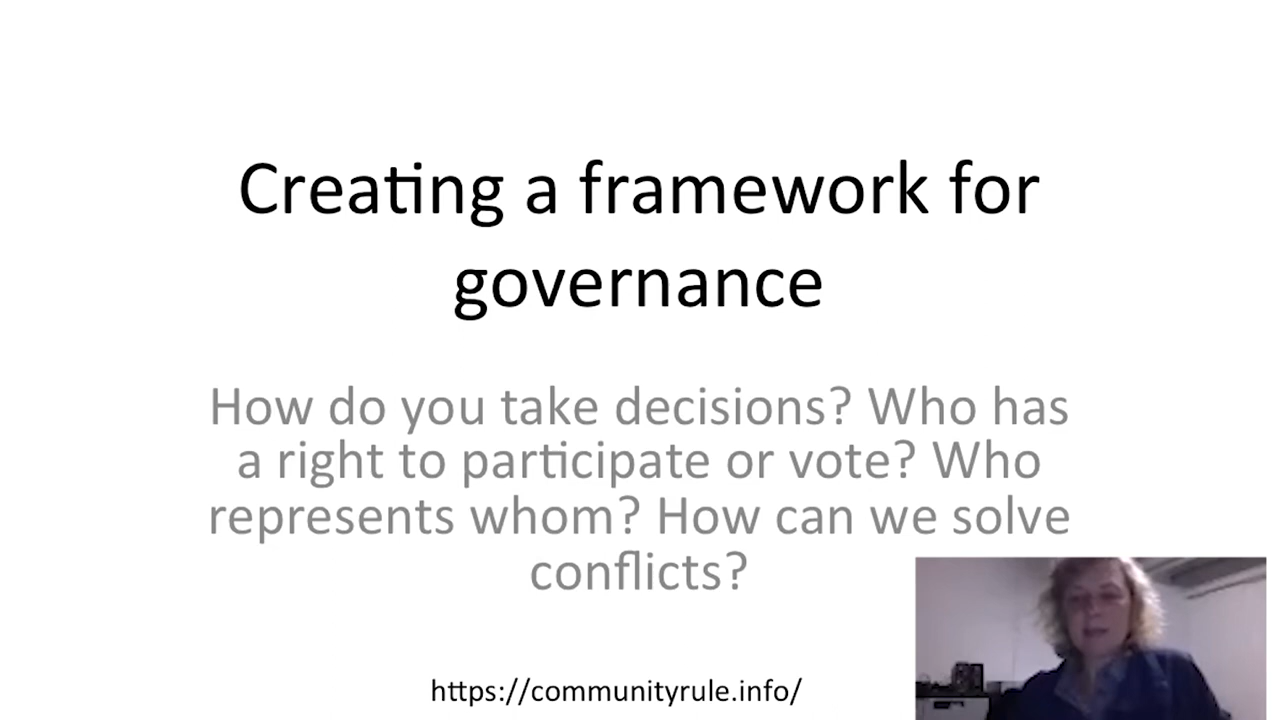 Creating a framework for
governance
How do you take decisions? Who has
a right to participate or vote? Who
represents whom? How can we solve
conflicts?
https://communityrule.info/